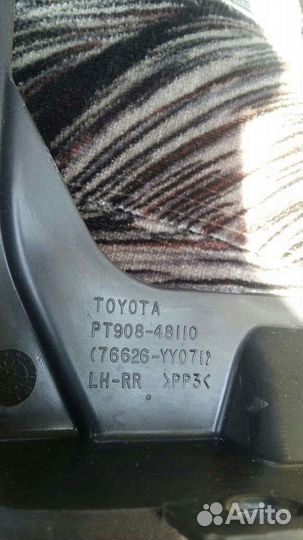 TOYOTA
PT908-48110
(76626-YY071)
LH-RR >PP3<
Avito